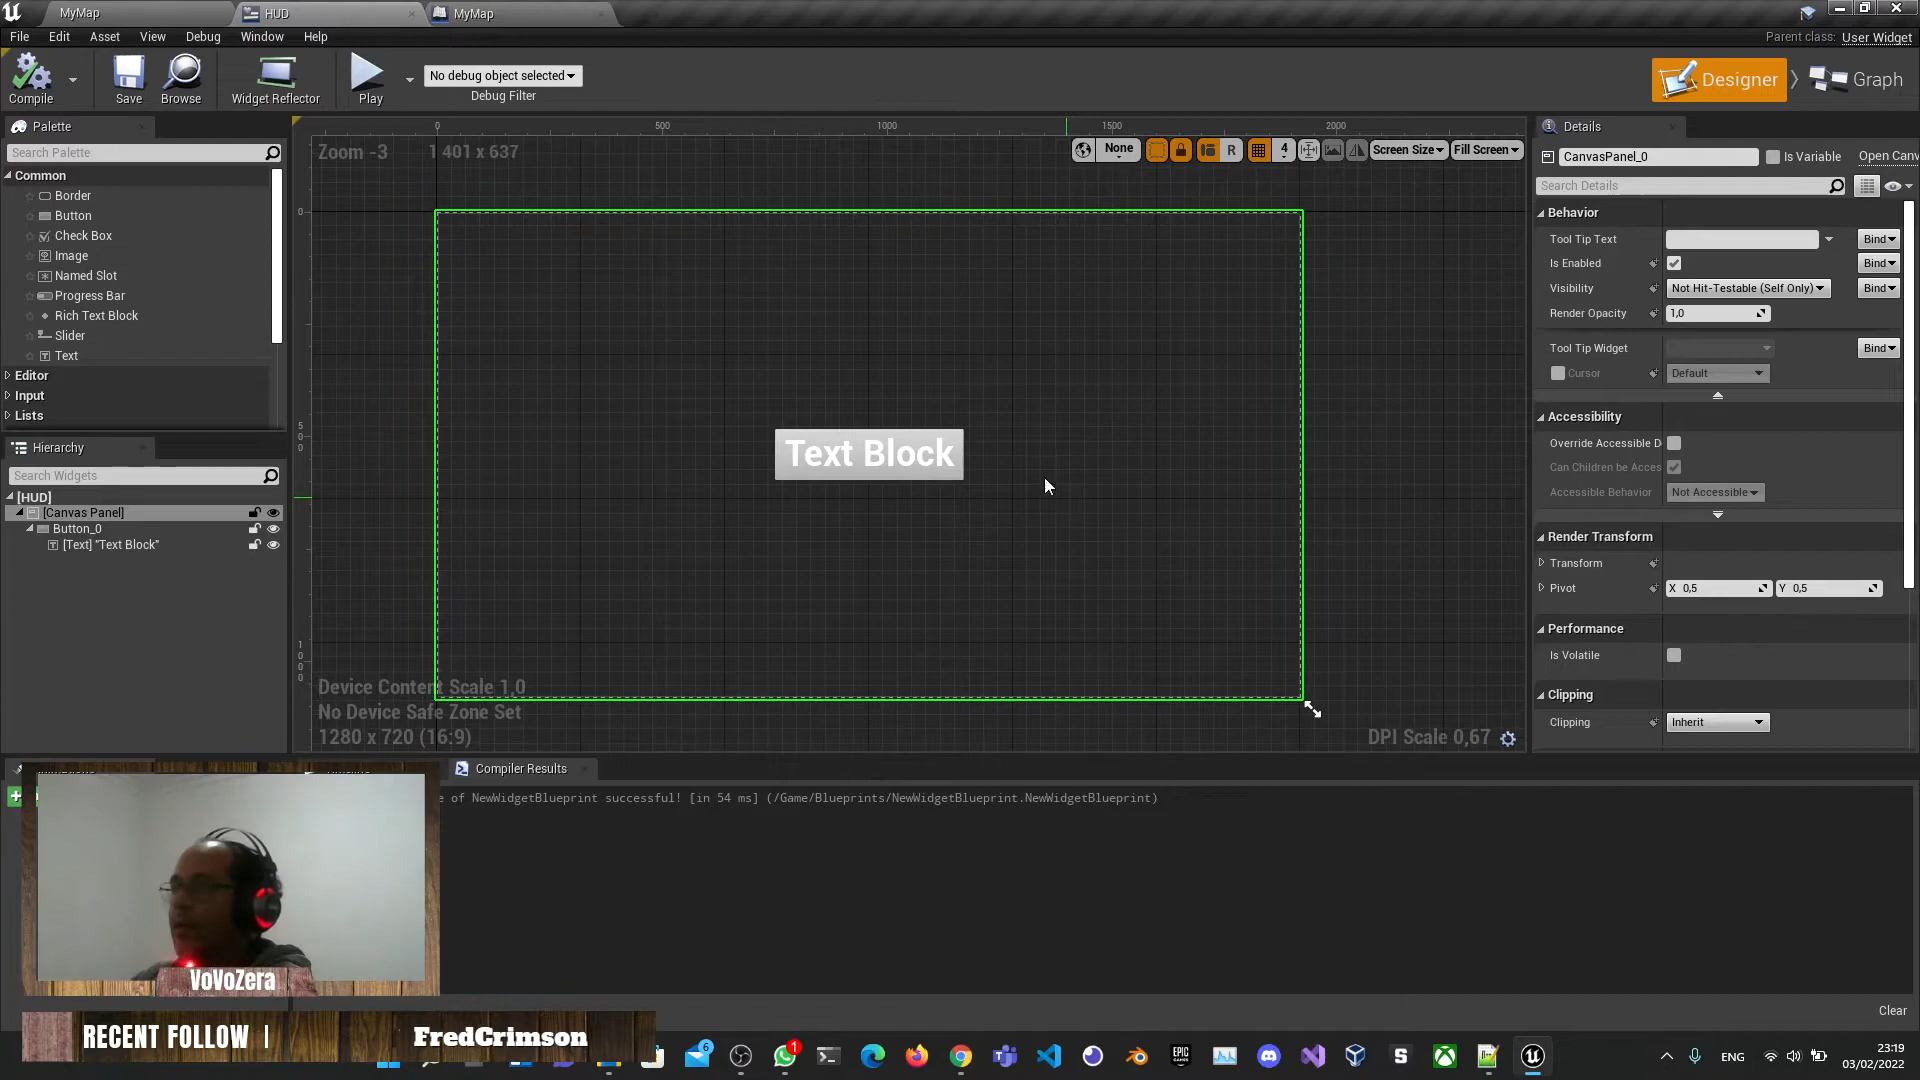 MyMap
HUD
MyMap
File Edit Asset View Debug Window Help
Parent class: User Widget
Compile
Save
Browse
Widget Reflector
Play
No debug object selected
Debug Filter
Designer
Graph
Palette
Search Palette
Common
Border
Button
Check Box
Image
Named Slot
Progress Bar
Rich Text Block
Slider
Text
Editor
Input
Lists
Hierarchy
Search Widgets
[HUD]
[Canvas Panel]
Button_0
[Text] "Text Block"
0 500 1000 1500 2000
Zoom -3 1 401 x 637
None R 4 Screen Size Fill Screen
0
500
1000
Text Block
Device Content Scale 1,0
No Device Safe Zone Set
1280 x 720 (16:9)
DPI Scale 0,67
Details
CanvasPanel_0 Is Variable Open Canv
Search Details
Behavior
Tool Tip Text Bind
Is Enabled Bind
Visibility Not Hit-Testable (Self Only) Bind
Render Opacity 1,0
Tool Tip Widget Bind
Cursor Default
Accessibility
Override Accessible D
Can Children be Acces
Accessible Behavior Not Accessible
Render Transform
Transform
Pivot X 0,5 Y 0,5
Performance
Is Volatile
Clipping
Clipping Inherit
Compiler Results
e of NewWidgetBlueprint successful! [in 54 ms] (/Game/Blueprints/NewWidgetBlueprint.NewWidgetBlueprint)
Clear
VoVoZera
RECENT FOLLOW | FredCrimson
6
1
EPIC GAMES
ENG
23:19
03/02/2022